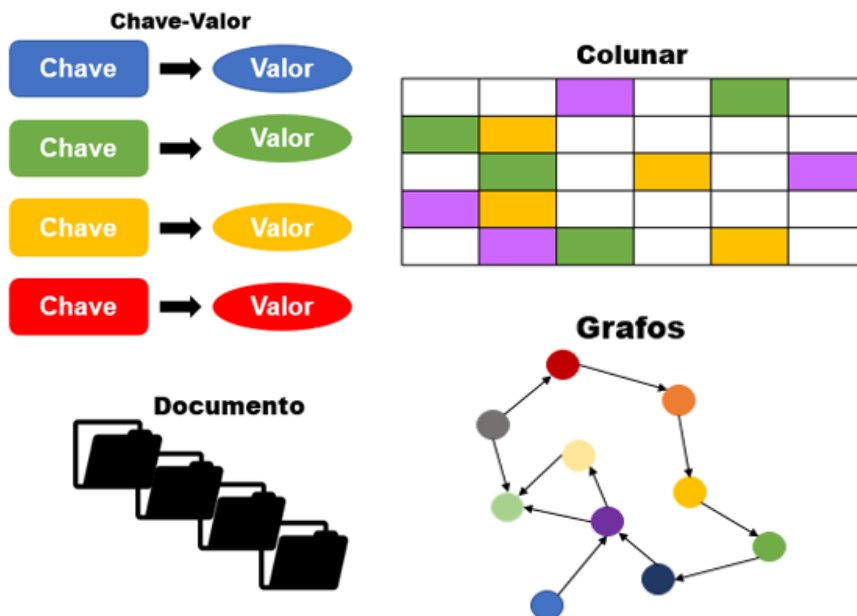 Chave-Valor
Chave
Valor
Chave
Valor
Chave
Valor
Chave
Valor
Colunar
Documento
Grafos